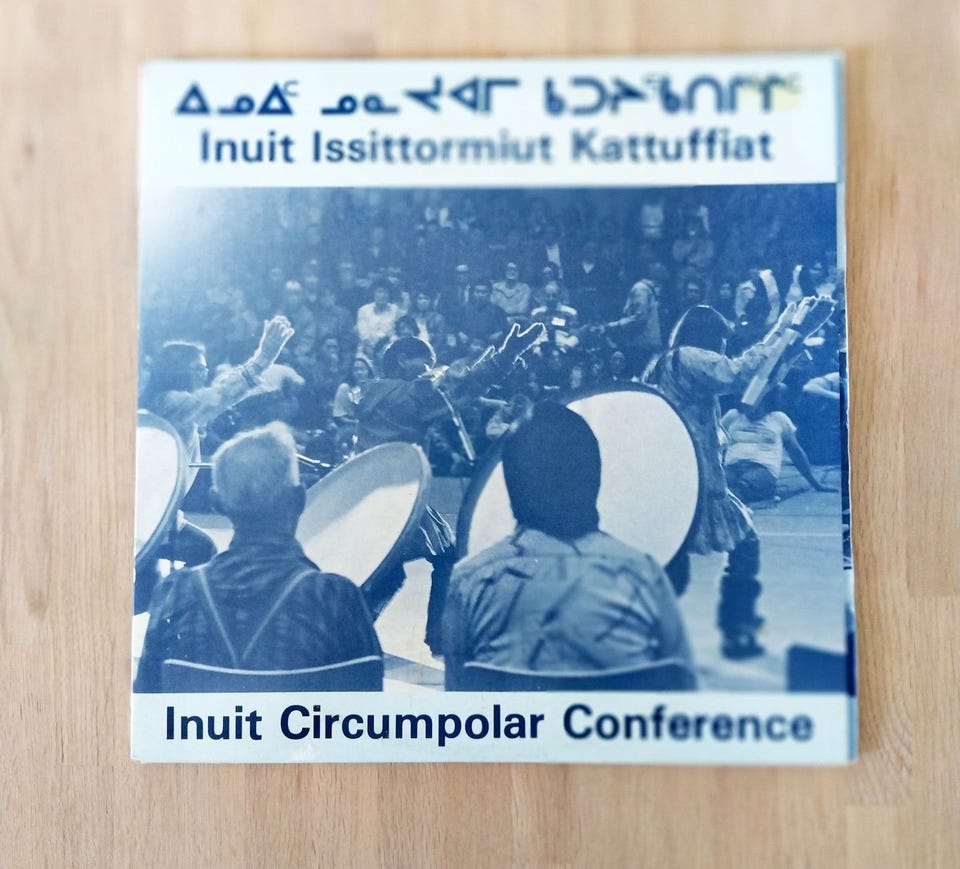 ᐃᓄᐃᑦ
Inuit Issittormiut Kattuffiat
Inuit Circumpolar Conference